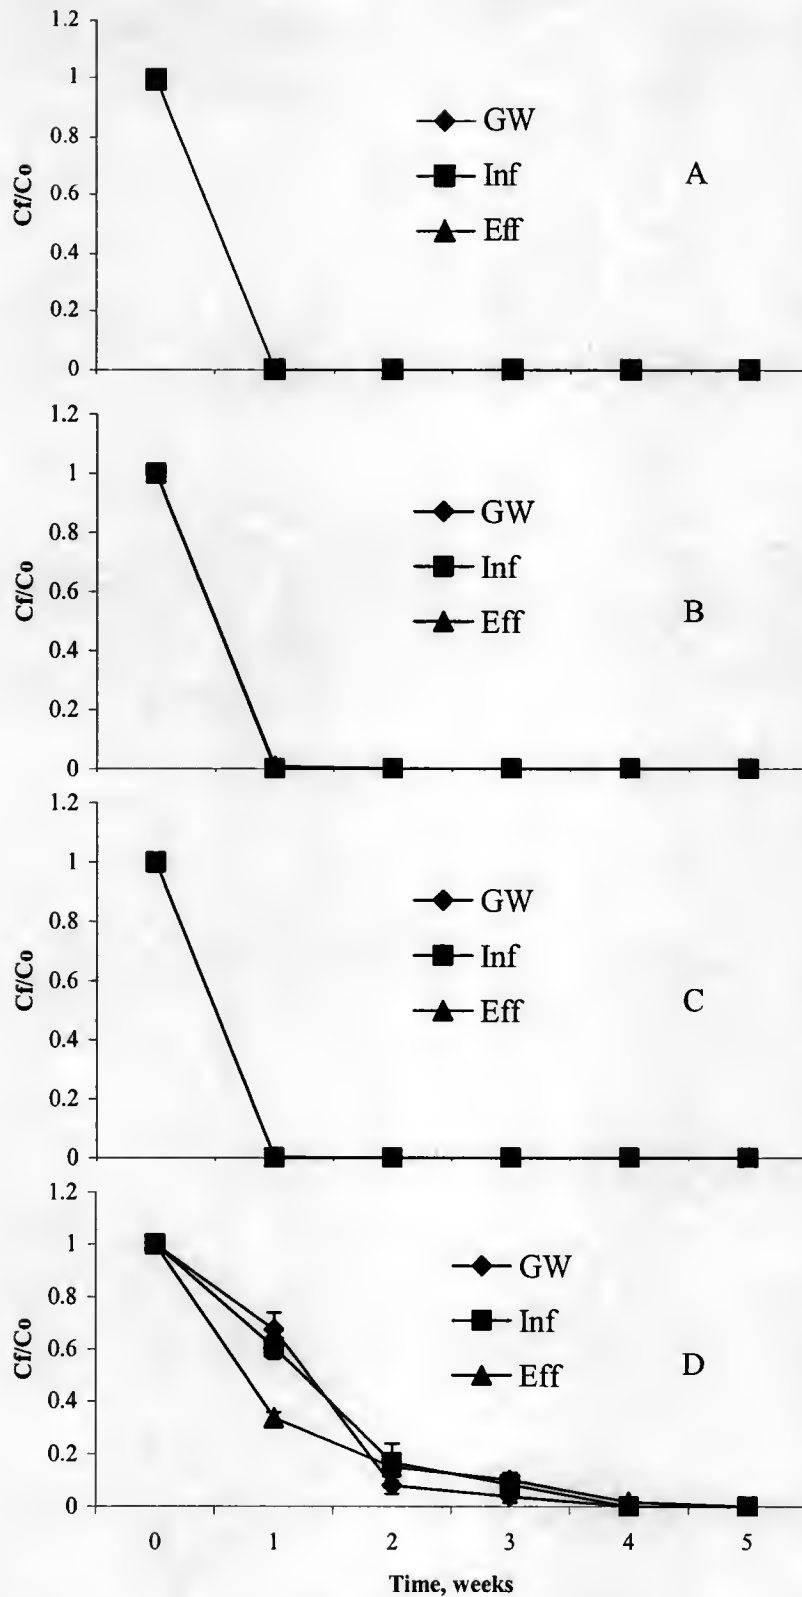 1.2
1
0.8
0.6
0.4
0.2
0
Cf/Co
GW
Inf
Eff
A
1.2
1
0.8
0.6
0.4
0.2
0
Cf/Co
GW
Inf
Eff
B
1.2
1
0.8
0.6
0.4
0.2
0
Cf/Co
GW
Inf
Eff
C
1.2
1
0.8
0.6
0.4
0.2
0
Cf/Co
GW
Inf
Eff
D
0 1 2 3 4 5
Time, weeks